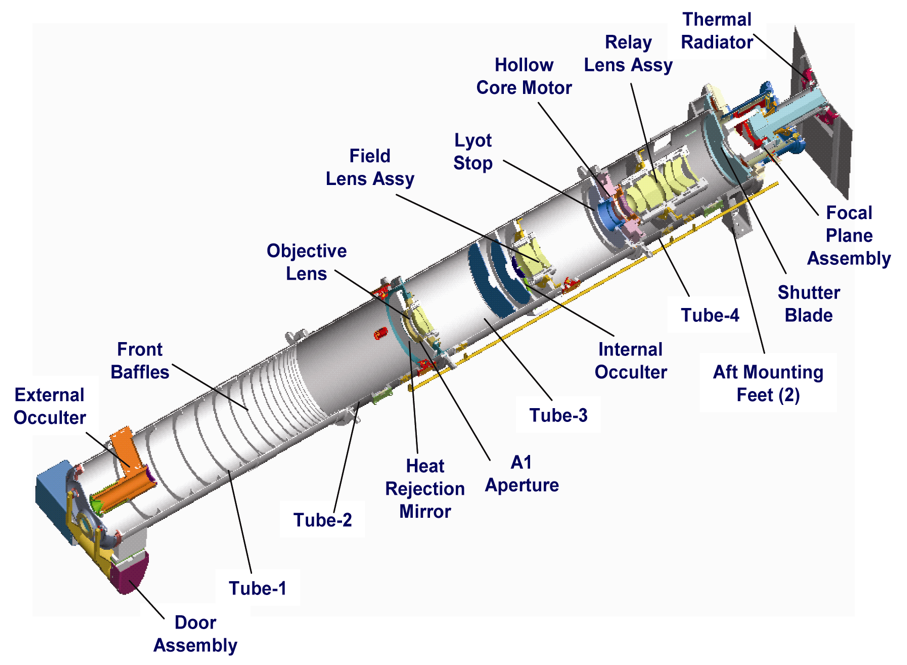 Thermal
Radiator
Relay
Lens Assy
Hollow
Core Motor
Lyot
Stop
Field
Lens Assy
Objective
Lens
Front
Baffles
External
Occulter
Focal
Plane
Assembly
Shutter
Blade
Tube-4
Aft Mounting
Feet (2)
Internal
Occulter
Tube-3
A1
Aperture
Heat
Rejection
Mirror
Tube-2
Tube-1
Door
Assembly